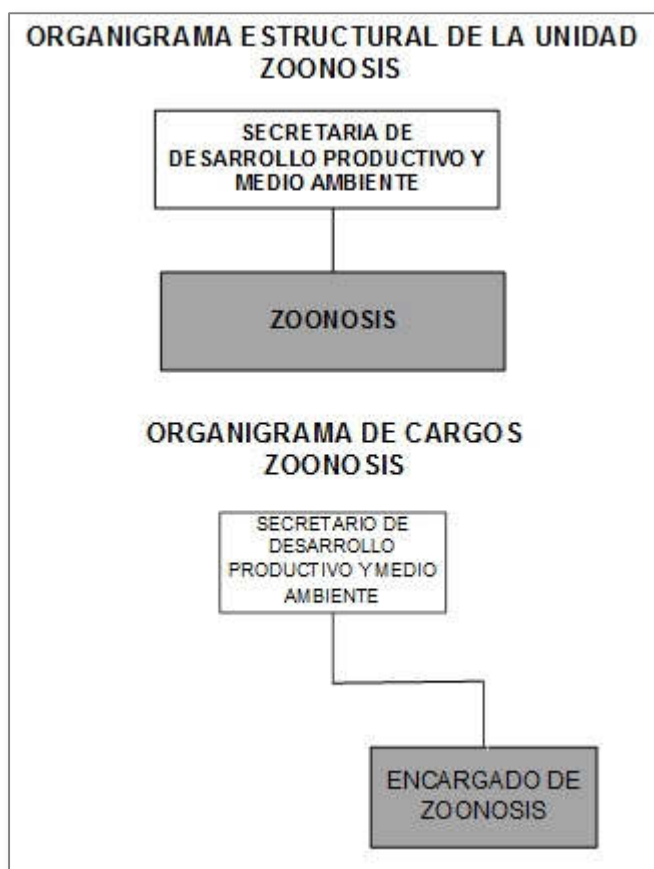 ORGANIGRAMA ESTRUCTURAL DE LA UNIDAD
ZOONOSIS
SECRETARIA DE
DESARROLLO PRODUCTIVO Y
MEDIO AMBIENTE
ZOONOSIS
ORGANIGRAMA DE CARGOS
ZOONOSIS
SECRETARIO DE
DESARROLLO
PRODUCTIVO Y MEDIO
AMBIENTE
ENCARGADO DE
ZOONOSIS